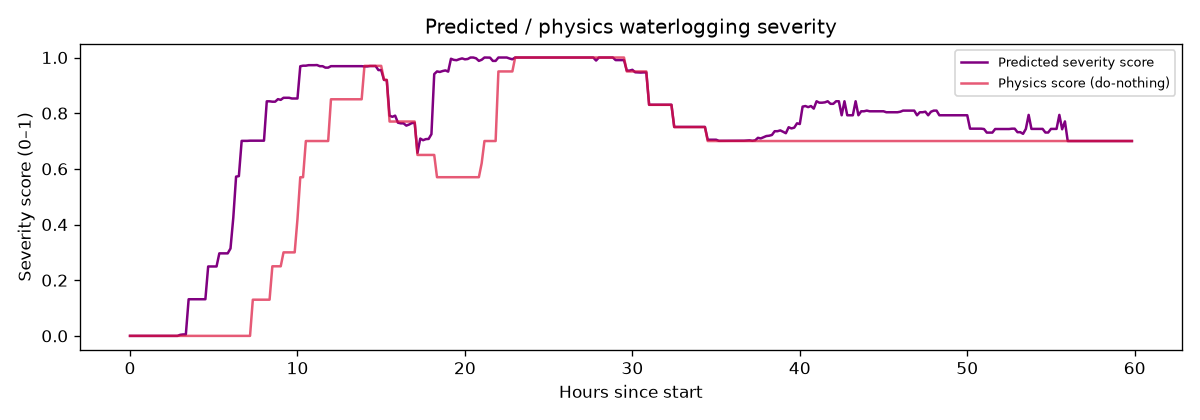 Predicted / physics waterlogging severity
Severity score (0–1)
1.0
0.8
0.6
0.4
0.2
0.0
Predicted severity score
Physics score (do-nothing)
0
10
20
30
40
50
60
Hours since start